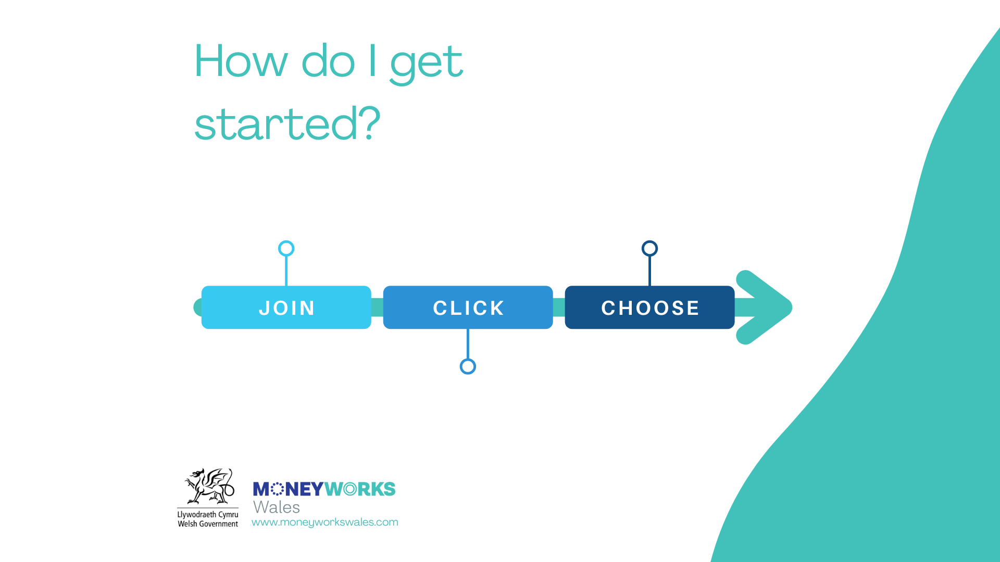 How do I get
started?
JOIN
CLICK
CHOOSE
Llywodraeth Cymru
Welsh Government
MONEYWORKS
Wales
www.moneyworkswales.com